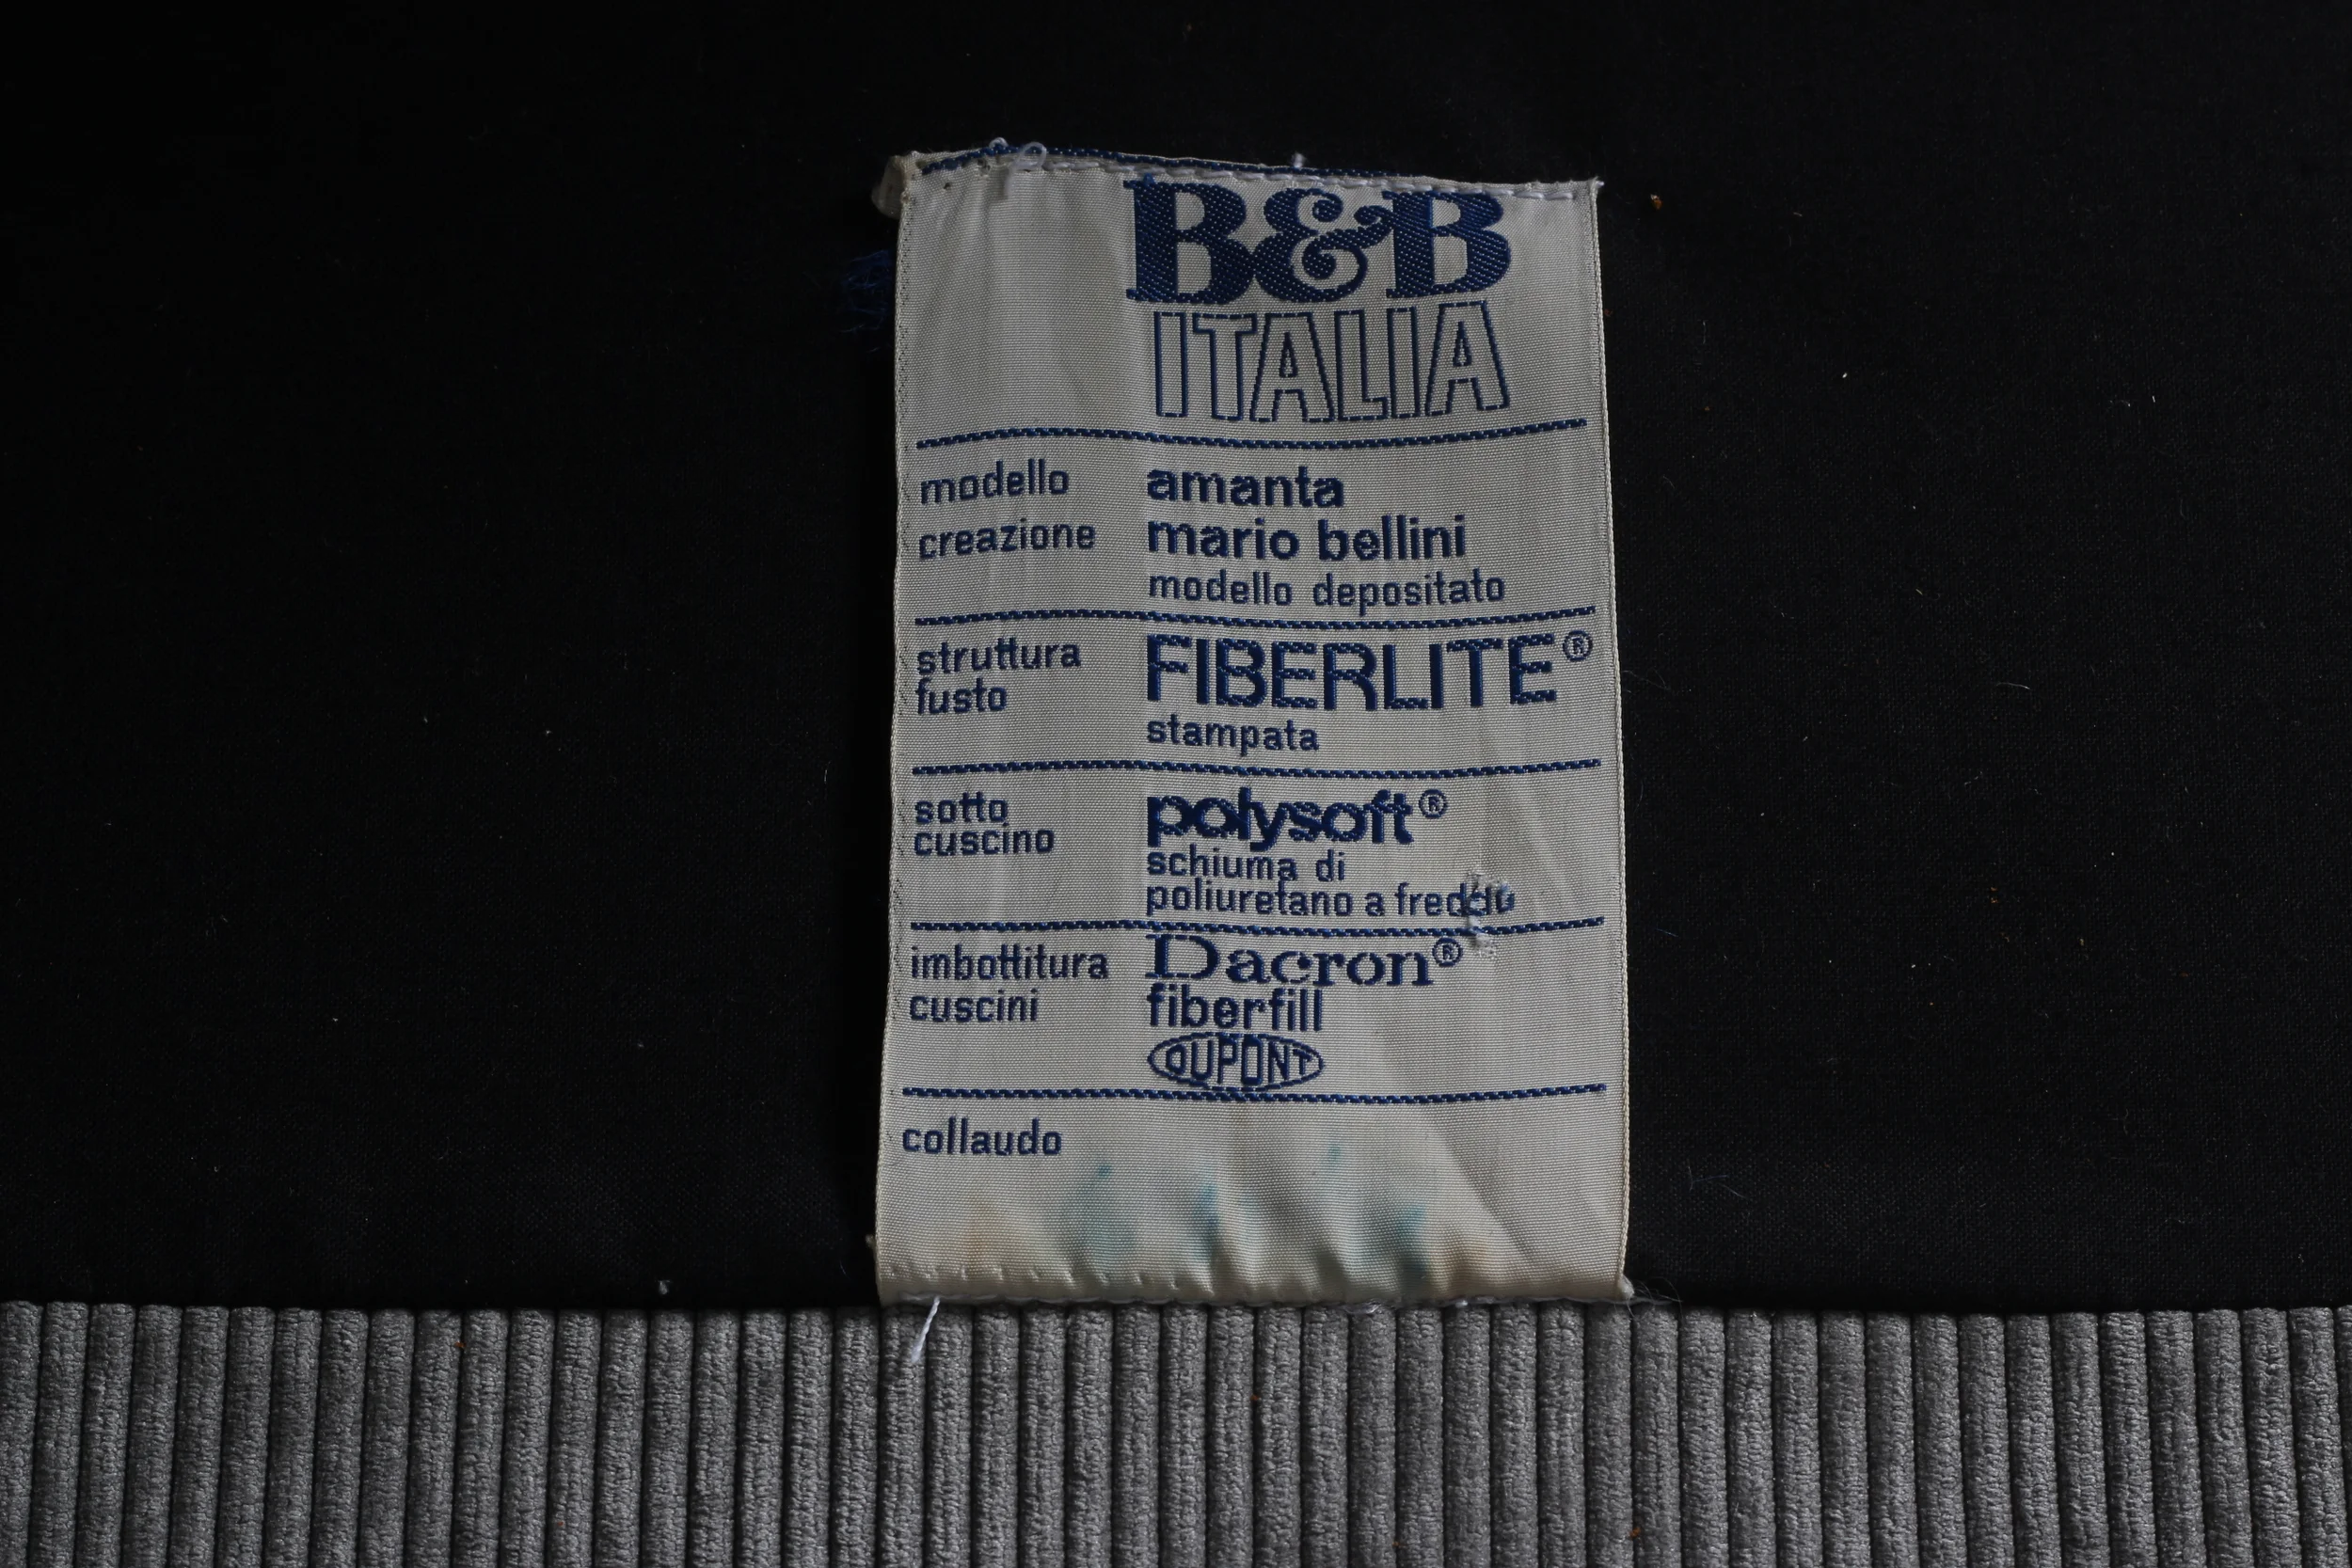 B&B
ITALIA
modello amanta
creazione mario bellini
modello depositato
struttura fusto FIBERLITE®
stampata
sotto cuscino polysoft®
schiuma di
poliuretano a freddo
imbottitura Dacron®
cuscini fiberfill
DUPONT
collaudo